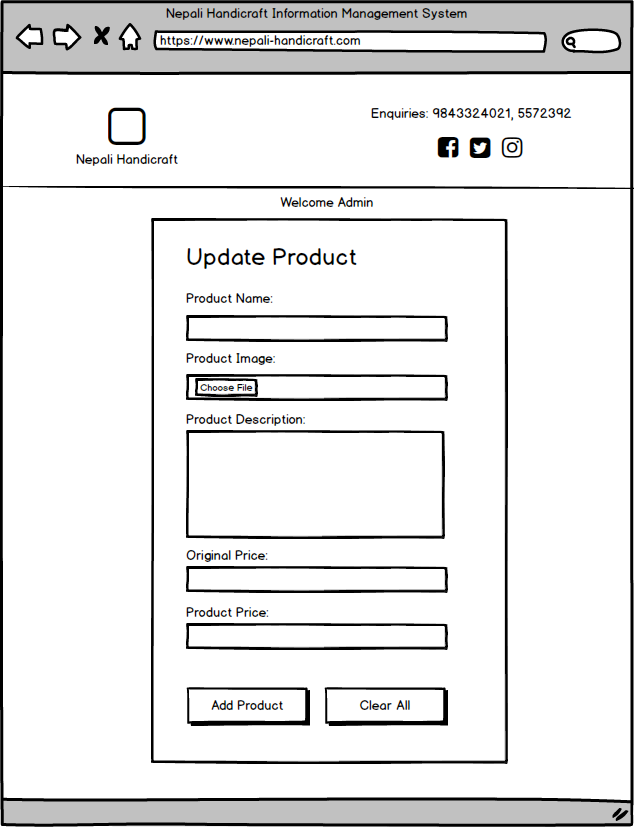 Nepali Handicraft Information Management System
https://www.nepali-handicraft.com
Enquiries: 9843324021, 5572392
Nepali Handicraft
Welcome Admin
Update Product
Product Name:
Product Image:
Choose File
Product Description:
Original Price:
Product Price:
Add Product
Clear All